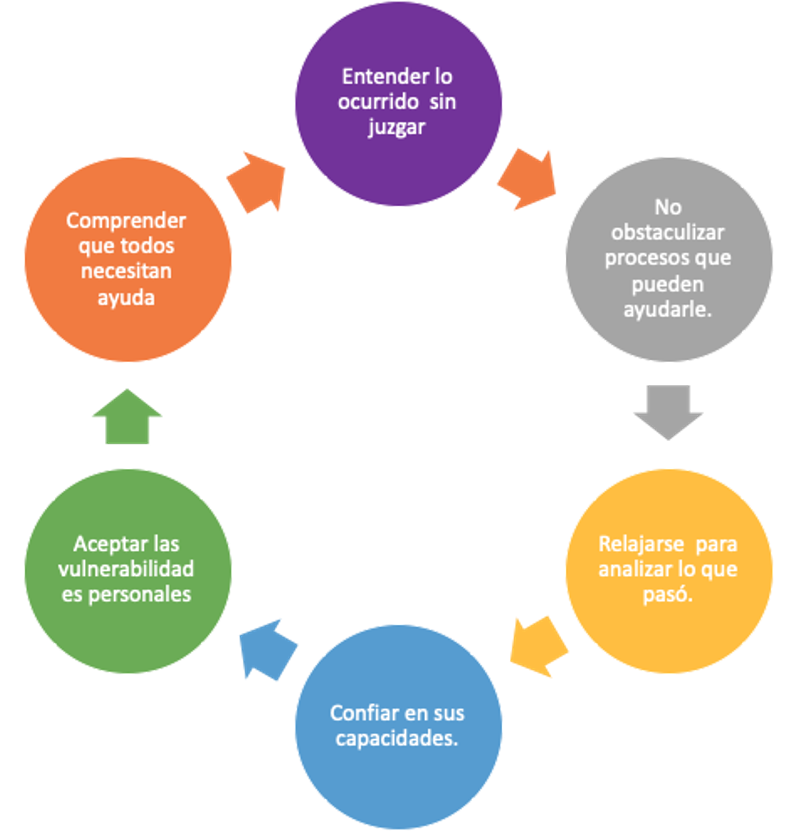 Entender lo
ocurrido sin
juzgar
No
obstaculizar
procesos que
pueden
ayudarle.
Relajarse para
analizar lo que
pasó.
Confiar en sus
capacidades.
Aceptar las
vulnerabilidad
es personales
Comprender
que todos
necesitan
ayuda